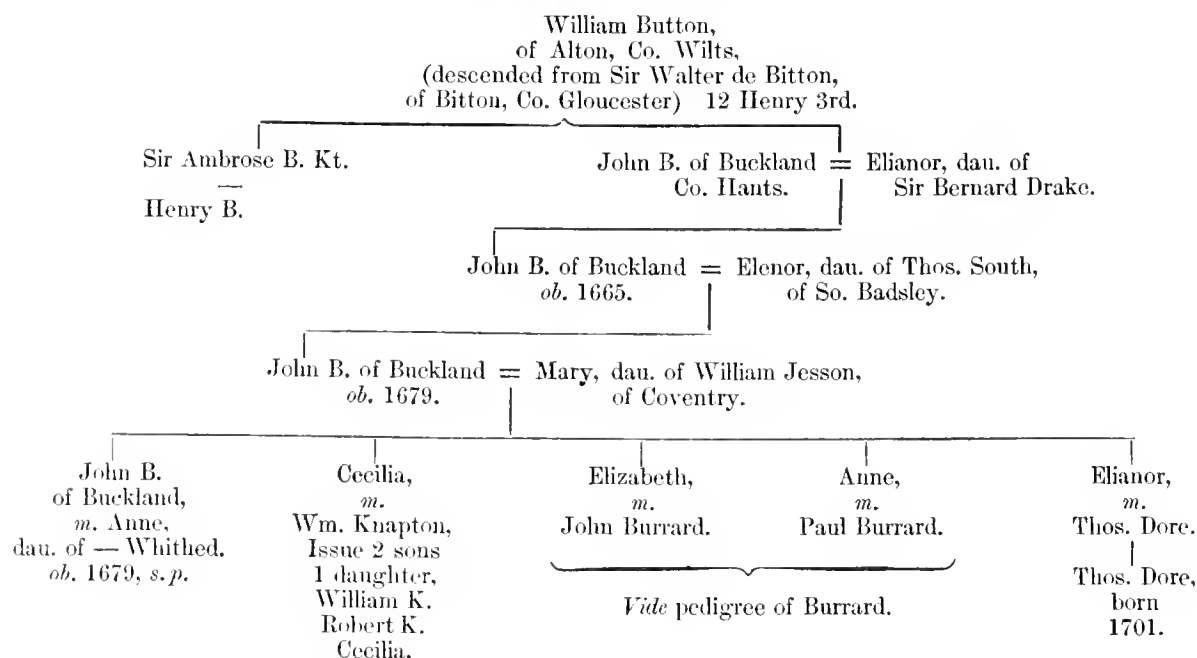 William Button,
of Alton, Co. Wilts,
(descended from Sir Walter de Bitton,
of Bitton, Co. Gloucester) 12 Henry 3rd.
Sir Ambrose B. Kt.
Henry B.
John B. of Buckland = Elianor, dau. of
Co. Hants. Sir Bernard Drake.
John B. of Buckland = Elenor, dau. of Thos. South,
ob. 1665. of So. Badsley.
John B. of Buckland = Mary, dau. of William Jesson,
ob. 1679. of Coventry.
John B.
of Buckland,
m. Anne,
dau. of — Whithed.
ob. 1679, s.p.
Cecilia,
m.
Wm. Knapton,
Issue 2 sons
1 daughter,
William K.
Robert K.
Cecilia.
Elizabeth,
m.
John Burrard.
Anne,
m.
Paul Burrard.
Vide pedigree of Burrard.
Elianor,
m.
Thos. Dore.
Thos. Dore,
born
1701.